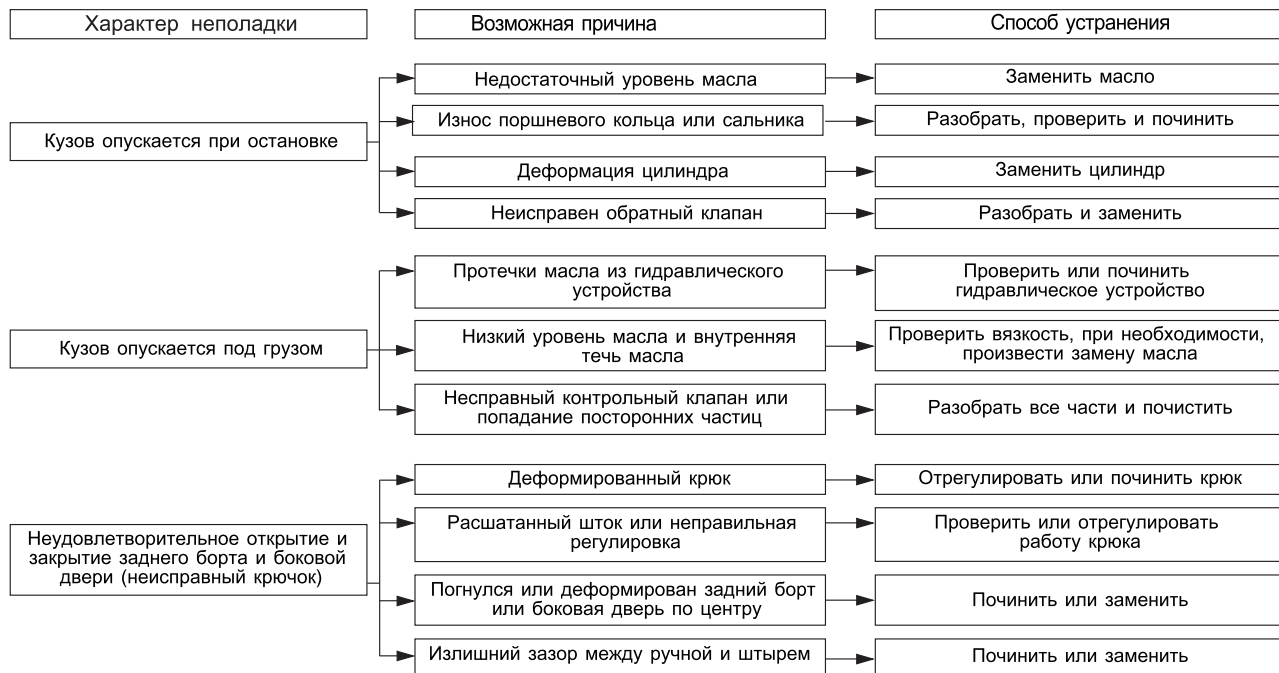 Характер неполадки
Возможная причина
Способ устранения
Кузов опускается при остановке
Недостаточный уровень масла
Заменить масло
Износ поршневого кольца или сальника
Разобрать, проверить и починить
Деформация цилиндра
Заменить цилиндр
Неисправен обратный клапан
Разобрать и заменить
Кузов опускается под грузом
Протечки масла из гидравлического
устройства
Проверить или починить
гидравлическое устройство
Низкий уровень масла и внутренняя
течь масла
Проверить вязкость, при необходимости,
произвести замену масла
Несправный контрольный клапан или
попадание посторонних частиц
Разобрать все части и почистить
Неудовлетворительное открытие и
закрытие заднего борта и боковой
двери (неисправный крючок)
Деформированный крюк
Отрегулировать или починить крюк
Расшатанный шток или неправильная
регулировка
Проверить или отрегулировать
работу крюка
Погнулся или деформирован задний борт
или боковая дверь по центру
Починить или заменить
Излишний зазор между ручной и штырем
Починить или заменить